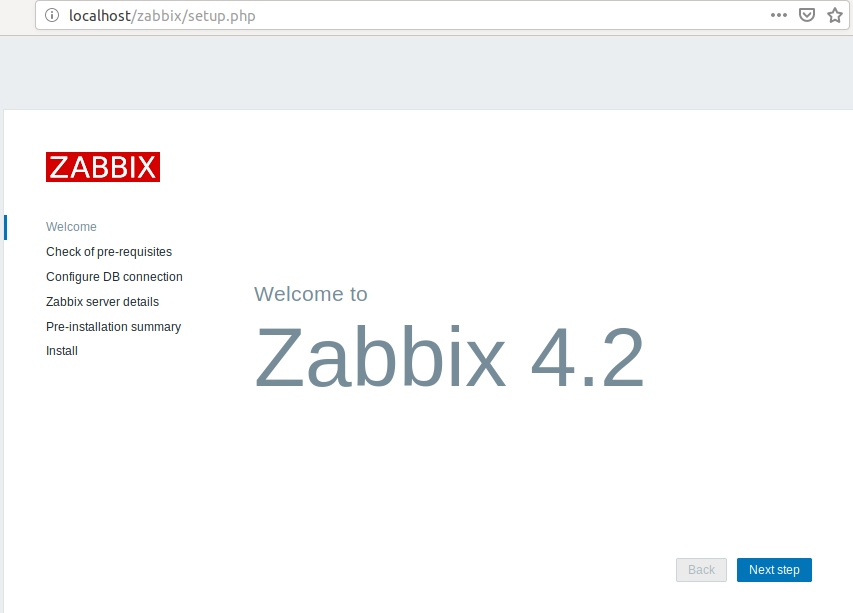 localhost/zabbix/setup.php
ZABBIX
Welcome
Check of pre-requisites
Configure DB connection
Zabbix server details
Pre-installation summary
Install
Welcome to
Zabbix 4.2
Back
Next step